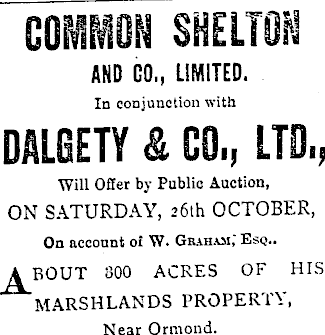 COMMON SHELTON
AND CO., LIMITED.
In conjunction with
DALGETY & CO., LTD.,
Will Offer by Public Auction,
ON SATURDAY, 26th OCTOBER,
On account of W. GRAHAM, ESQ..
ABOUT 300 ACRES OF HIS
MARSHLANDS PROPERTY,
Near Ormond.